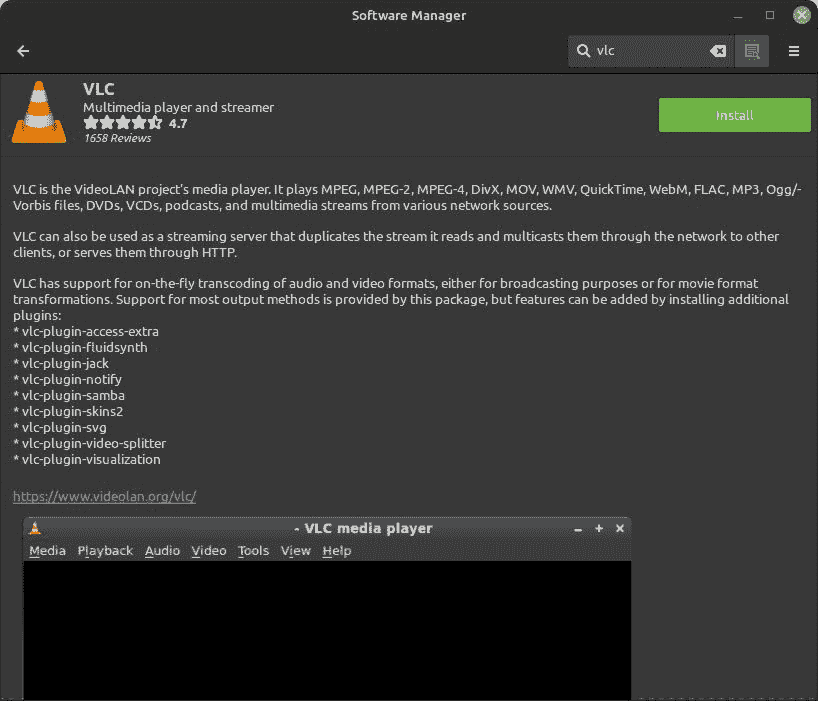 Software Manager
vlc
VLC
Multimedia player and streamer
4.7
1658 Reviews
Install
VLC is the VideoLAN project's media player. It plays MPEG, MPEG-2, MPEG-4, DivX, MOV, WMV, QuickTime, WebM, FLAC, MP3, Ogg/-
Vorbis files, DVDs, VCDs, podcasts, and multimedia streams from various network sources.
VLC can also be used as a streaming server that duplicates the stream it reads and multicasts them through the network to other
clients, or serves them through HTTP.
VLC has support for on-the-fly transcoding of audio and video formats, either for broadcasting purposes or for movie format
transformations. Support for most output methods is provided by this package, but features can be added by installing additional
plugins:
* vlc-plugin-access-extra
* vlc-plugin-fluidsynth
* vlc-plugin-jack
* vlc-plugin-notify
* vlc-plugin-samba
* vlc-plugin-skins2
* vlc-plugin-svg
* vlc-plugin-video-splitter
* vlc-plugin-visualization
https://www.videolan.org/vlc/
- VLC media player
Media Playback Audio Video Tools View Help